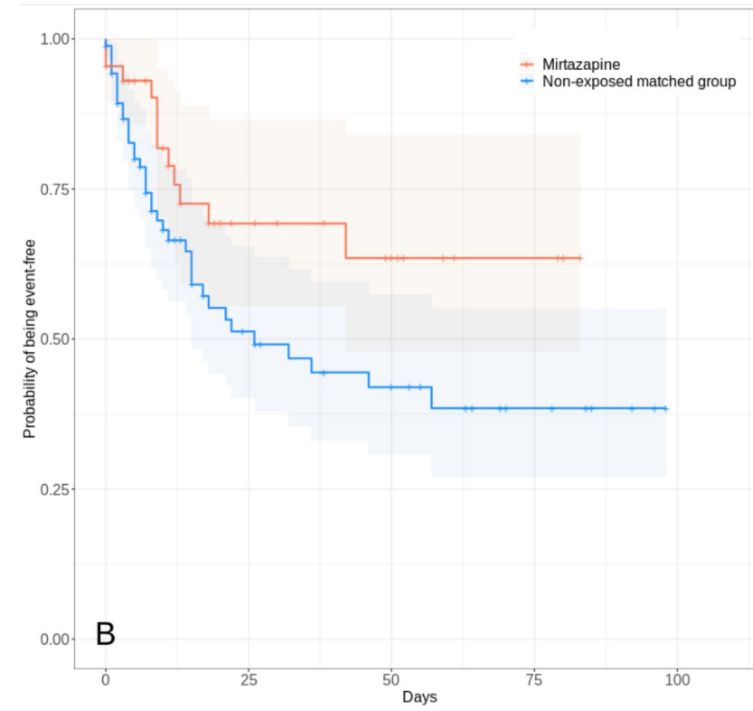 1.00
Mirtazapine
Non-exposed matched group
0.75
Probability of being event-free
0.50
0.25
0.00
B
0 25 50 75 100
Days